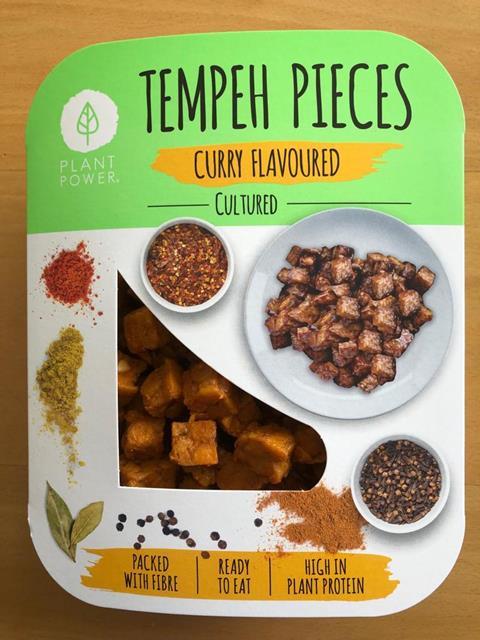 TEMPEH PIECES
PLANT
POWER®
CURRY FLAVOURED
CULTURED
PACKED
WITH FIBRE
READY
TO EAT
HIGH IN
PLANT PROTEIN